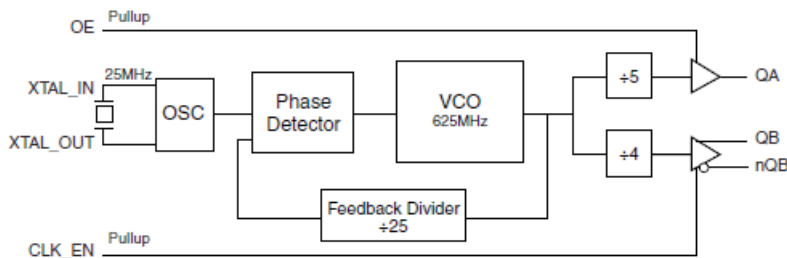 OE
Pullup
25MHz
XTAL_IN
XTAL_OUT
OSC
Phase
Detector
VCO
625MHz
÷5
QA
÷4
QB
nQB
Feedback Divider
÷25
CLK_EN
Pullup